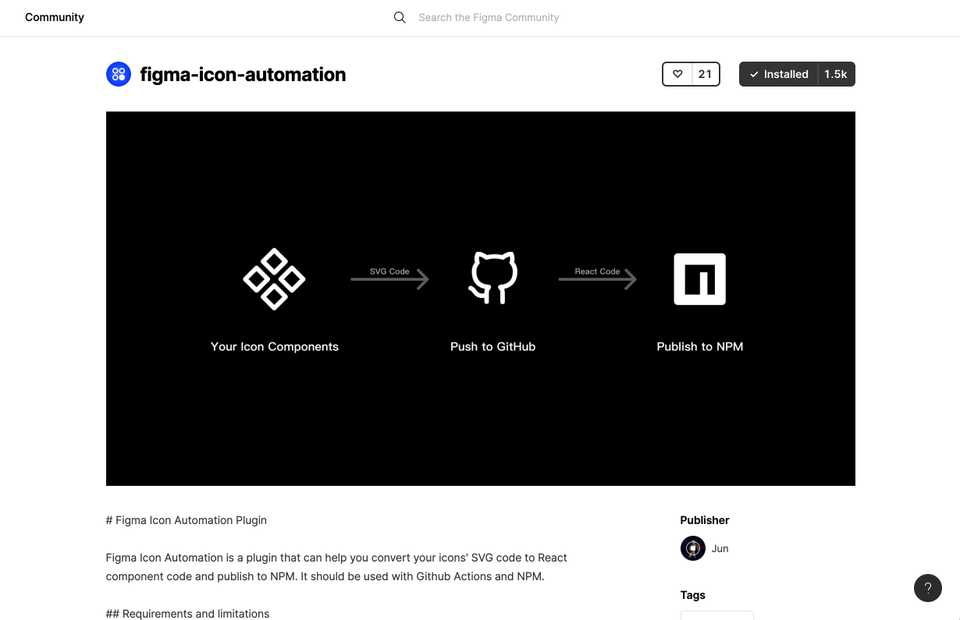 Community
Search the Figma Community
figma-icon-automation
21
Installed
1.5k
SVG Code
React Code
Your Icon Components
Push to GitHub
Publish to NPM
# Figma Icon Automation Plugin
Figma Icon Automation is a plugin that can help you convert your icons' SVG code to React
component code and publish to NPM. It should be used with Github Actions and NPM.
## Requirements and limitations
Publisher
Jun
Tags
?